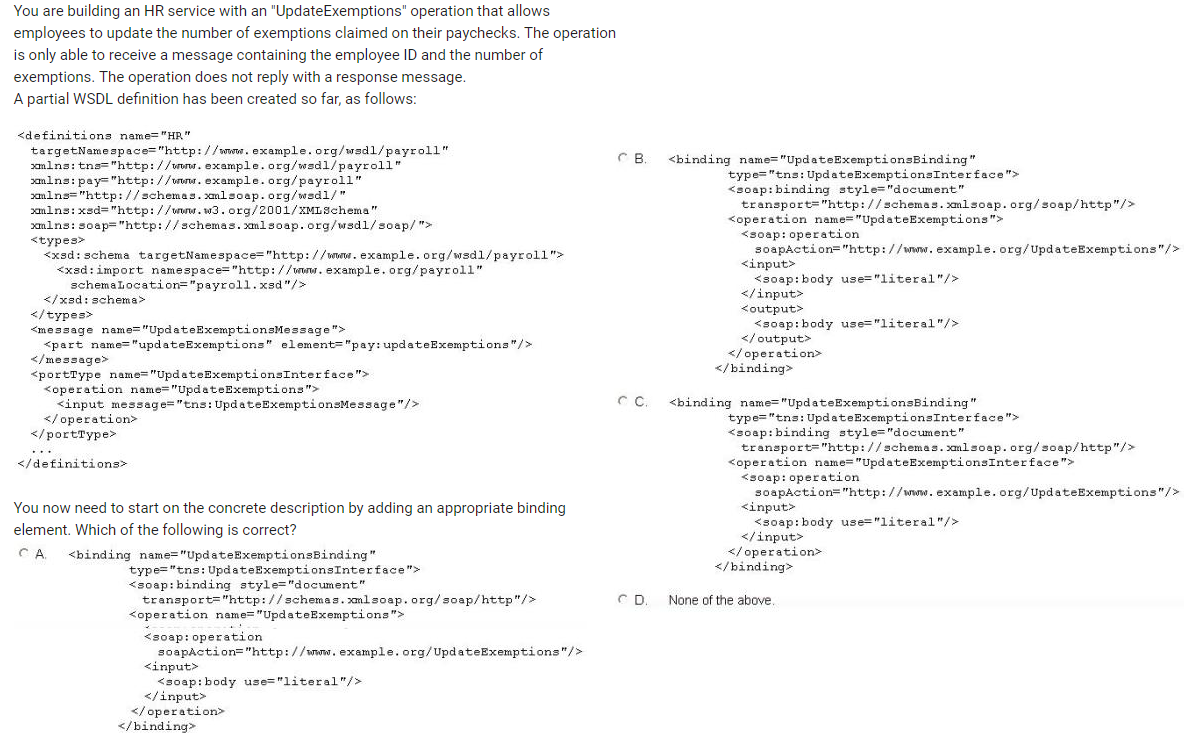 You are building an HR service with an "UpdateExemptions" operation that allows
employees to update the number of exemptions claimed on their paychecks. The operation
is only able to receive a message containing the employee ID and the number of
exemptions. The operation does not reply with a response message.
A partial WSDL definition has been created so far, as follows:
<definitions name="HR"
targetNamespace="http://www.example.org/wsdl/payroll"
xmlns:tns="http://www.example.org/wsdl/payroll"
xmlns:pay="http://www.example.org/payroll"
xmlns="http://schemas.xmlsoap.org/wsdl/"
xmlns:xsd="http://www.w3.org/2001/XMLSchema"
xmlns:soap="http://schemas.xmlsoap.org/wsdl/soap/">
<types>
<xsd:schema targetNamespace="http://www.example.org/wsdl/payroll">
<xsd:import namespace="http://www.example.org/payroll"
schemaLocation="payroll.xsd"/>
</xsd:schema>
</types>
<message name="UpdateExemptionsMessage">
<part name="updateExemptions" element="pay:updateExemptions"/>
</message>
<portType name="UpdateExemptionsInterface">
<operation name="UpdateExemptions">
<input message="tns:UpdateExemptionsMessage"/>
</operation>
</portType>
...
</definitions>
You now need to start on the concrete description by adding an appropriate binding
element. Which of the following is correct?
A. <binding name="UpdateExemptionsBinding"
type="tns:UpdateExemptionsInterface">
<soap:binding style="document"
transport="http://schemas.xmlsoap.org/soap/http"/>
<operation name="UpdateExemptions">
<soap:operation
soapAction="http://www.example.org/UpdateExemptions"/>
<input>
<soap:body use="literal"/>
</input>
</operation>
</binding>
B. <binding name="UpdateExemptionsBinding"
type="tns:UpdateExemptionsInterface">
<soap:binding style="document"
transport="http://schemas.xmlsoap.org/soap/http"/>
<operation name="UpdateExemptions">
<soap:operation
soapAction="http://www.example.org/UpdateExemptions"/>
<input>
<soap:body use="literal"/>
</input>
<output>
<soap:body use="literal"/>
</output>
</operation>
</binding>
C. <binding name="UpdateExemptionsBinding"
type="tns:UpdateExemptionsInterface">
<soap:binding style="document"
transport="http://schemas.xmlsoap.org/soap/http"/>
<operation name="UpdateExemptionsInterface">
<soap:operation
soapAction="http://www.example.org/UpdateExemptions"/>
<input>
<soap:body use="literal"/>
</input>
</operation>
</binding>
D. None of the above.